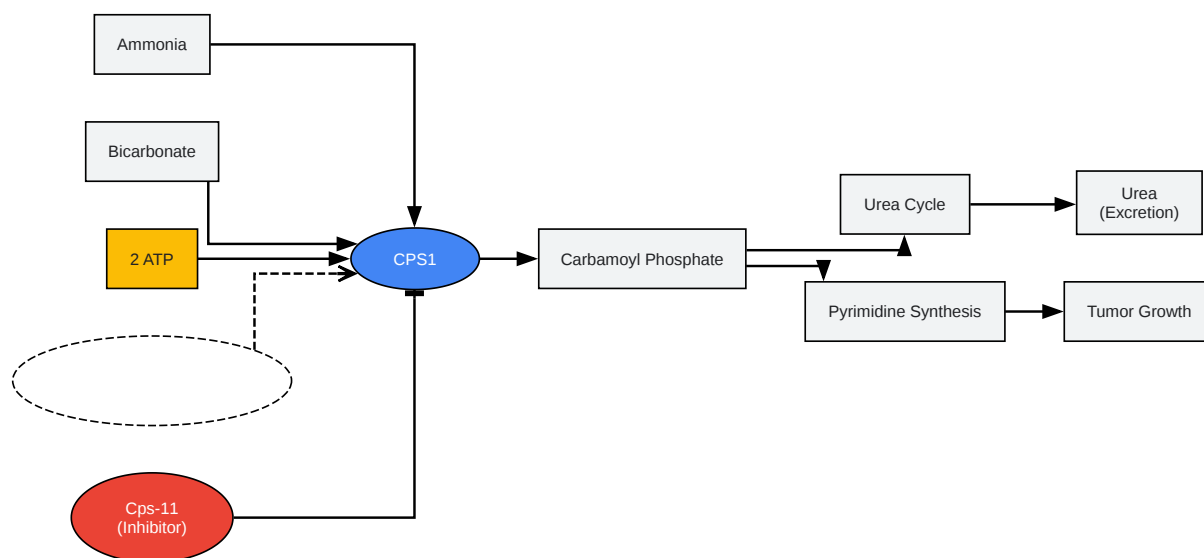 Ammonia
Bicarbonate
2 ATP
CPS1
Carbamoyl Phosphate
Urea Cycle
Urea
(Excretion)
Pyrimidine Synthesis
Tumor Growth
Cps-11
(Inhibitor)